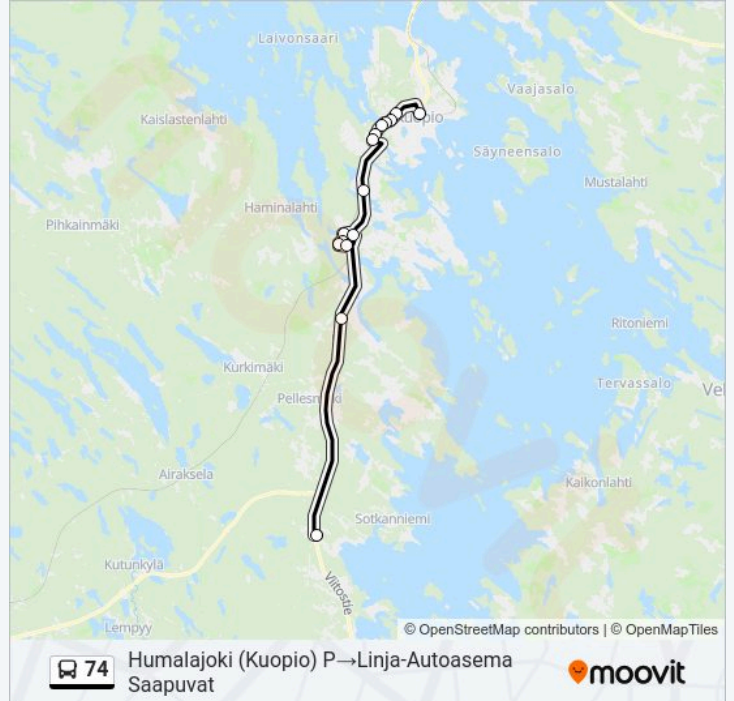 Laivonsaari
Vaajasalo
Kaislastenlahti
Kuopio
Säyneensalo
Mustalahti
Haminalahti
Pihkainmäki
Ritoniemi
Kurkimäki
Tervassalo
Pellesmäki
Airaksela
Kaikonlahti
Sotkanniemi
Kutunkylä
Viitostie
Lempyy
© OpenStreetMap contributors | © OpenMapTiles
74 Humalajoki (Kuopio) P→Linja-Autoasema
Saapuvat
moovit